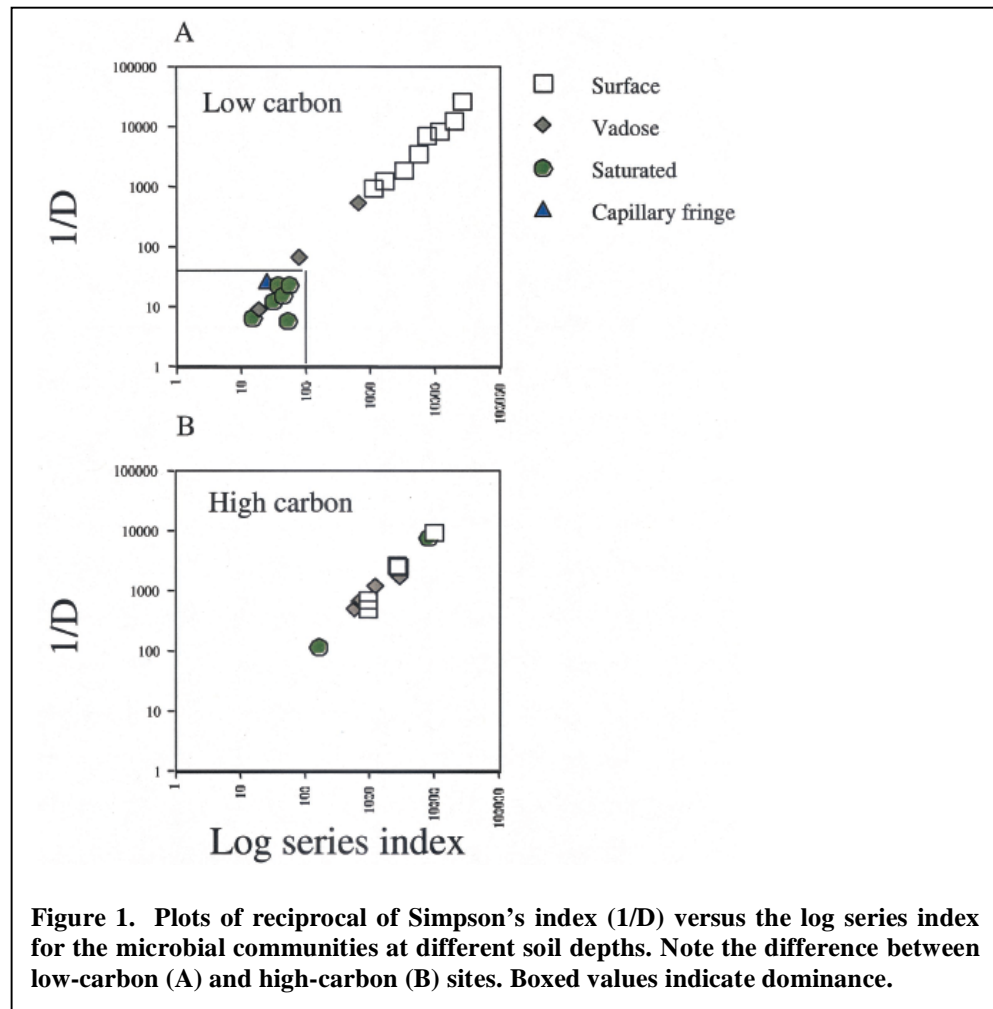 A
100000
10000
1000
100
10
1
1/D
Low carbon
1
10
100
1000
10000
100000
Surface
Vadose
Saturated
Capillary fringe
B
100000
10000
1000
100
10
1
1/D
High carbon
1
10
100
1000
10000
100000
Log series index
Figure 1. Plots of reciprocal of Simpson's index (1/D) versus the log series index
for the microbial communities at different soil depths. Note the difference between
low-carbon (A) and high-carbon (B) sites. Boxed values indicate dominance.